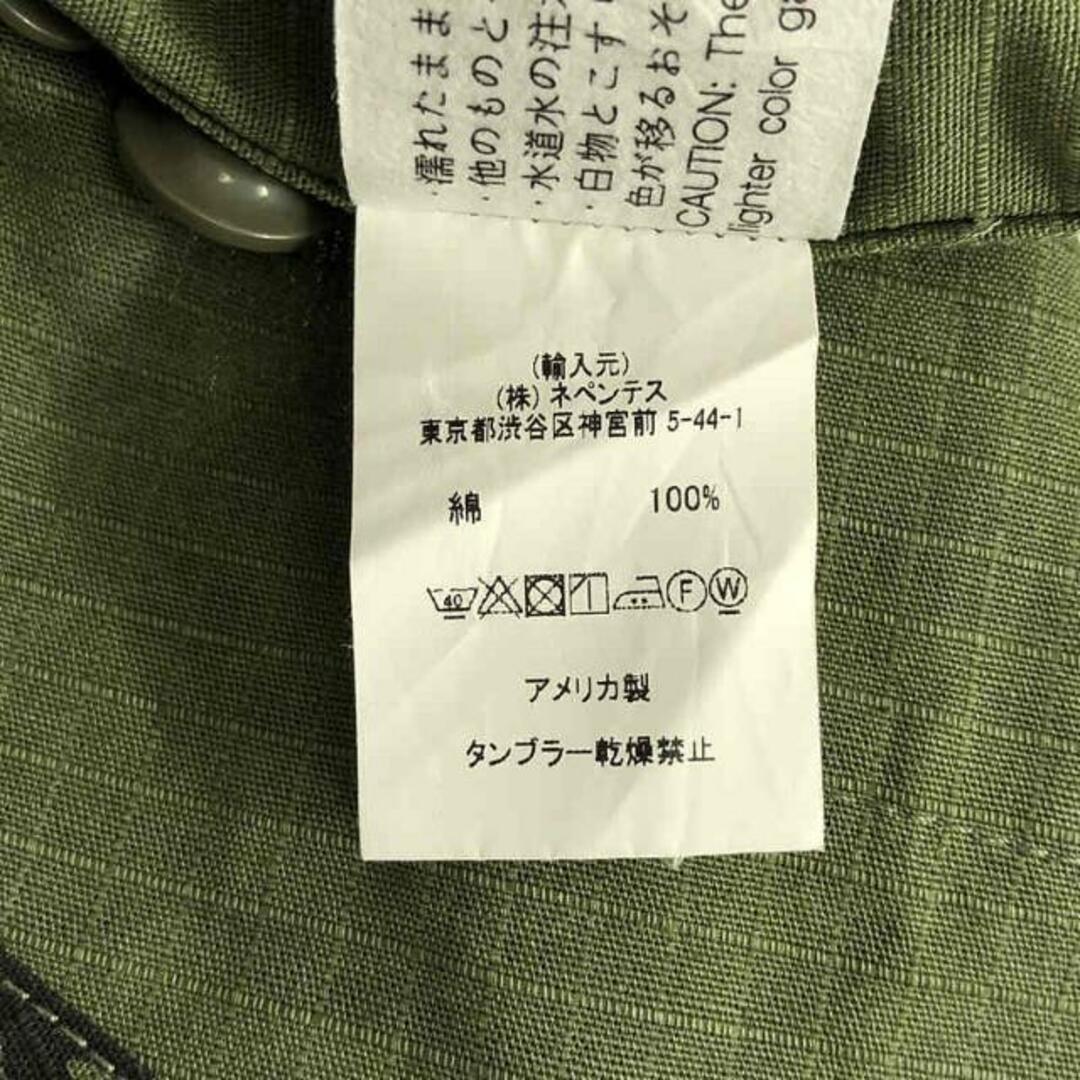 ・濡れたまま
・他のものと
・水道水の注
・白物とこす
色が移るおそ
CAUTION: The
lighter color ga
(輸入元)
(株) ネペンテス
東京都渋谷区神宮前 5-44-1
綿 100%
40 F W
アメリカ製
タンブラー乾燥禁止